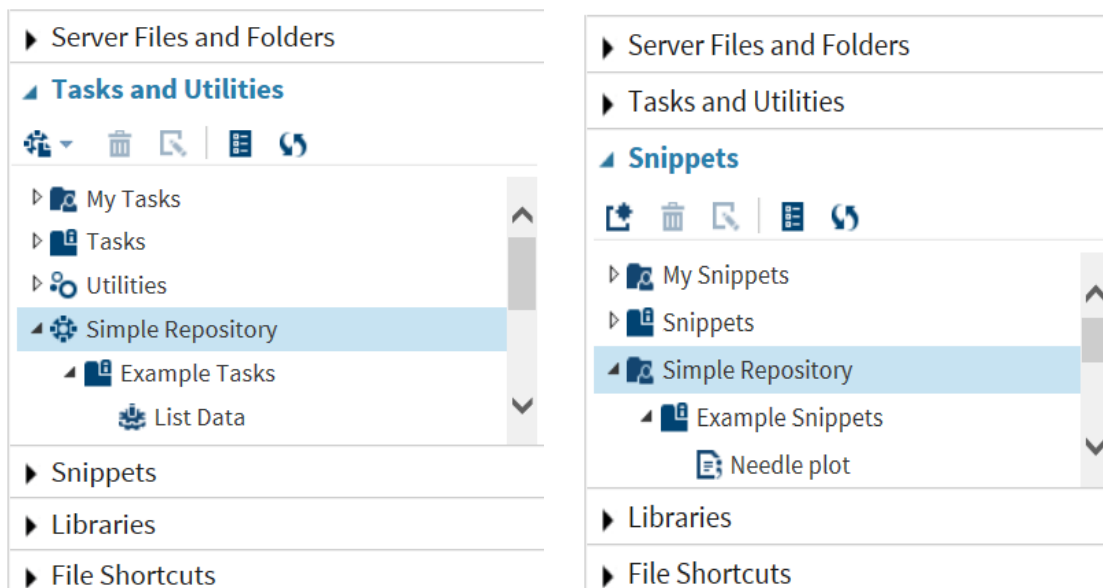 Server Files and Folders
Tasks and Utilities
My Tasks
Tasks
Utilities
Simple Repository
Example Tasks
List Data
Snippets
Libraries
File Shortcuts
Server Files and Folders
Tasks and Utilities
Snippets
My Snippets
Snippets
Simple Repository
Example Snippets
Needle plot
Libraries
File Shortcuts